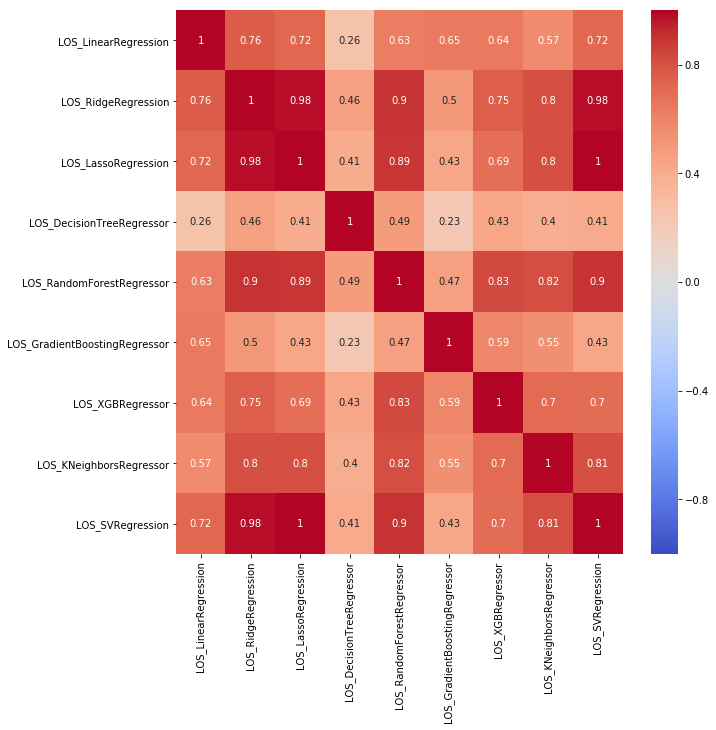 LOS_LinearRegression 1 0.76 0.72 0.26 0.63 0.65 0.64 0.57 0.72
LOS_RidgeRegression 0.76 1 0.98 0.46 0.9 0.5 0.75 0.8 0.98
LOS_LassoRegression 0.72 0.98 1 0.41 0.89 0.43 0.69 0.8 1
LOS_DecisionTreeRegressor 0.26 0.46 0.41 1 0.49 0.23 0.43 0.4 0.41
LOS_RandomForestRegressor 0.63 0.9 0.89 0.49 1 0.47 0.83 0.82 0.9
LOS_GradientBoostingRegressor 0.65 0.5 0.43 0.23 0.47 1 0.59 0.55 0.43
LOS_XGBRegressor 0.64 0.75 0.69 0.43 0.83 0.59 1 0.7 0.7
LOS_KNeighborsRegressor 0.57 0.8 0.8 0.4 0.82 0.55 0.7 1 0.81
LOS_SVRegression 0.72 0.98 1 0.41 0.9 0.43 0.7 0.81 1
LOS_LinearRegression
LOS_RidgeRegression
LOS_LassoRegression
LOS_DecisionTreeRegressor
LOS_RandomForestRegressor
LOS_GradientBoostingRegressor
LOS_XGBRegressor
LOS_KNeighborsRegressor
LOS_SVRegression
0.8
0.4
0.0
−0.4
−0.8